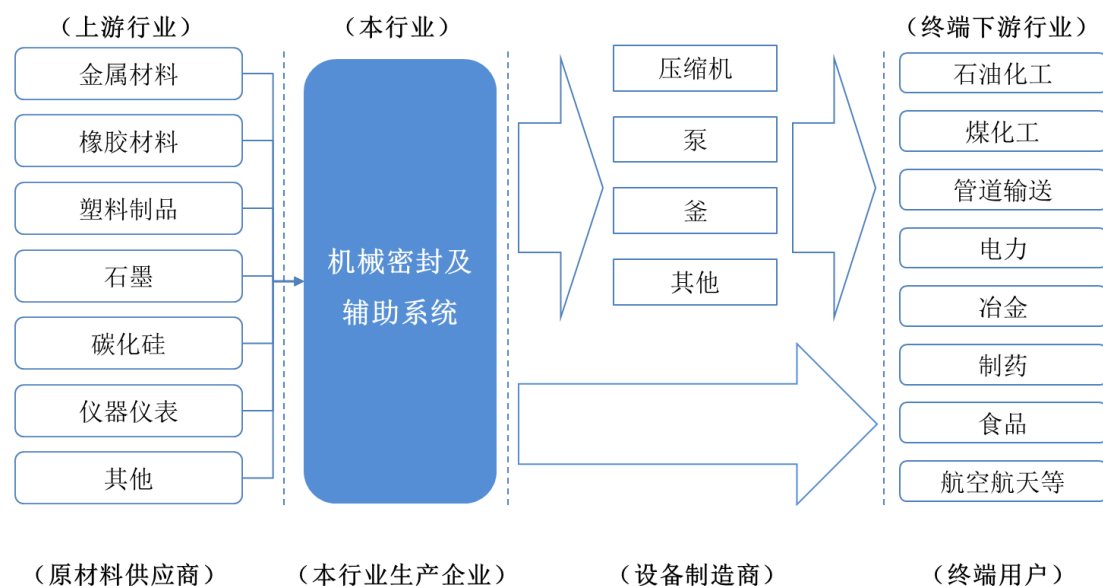 （上游行业）
金属材料
橡胶材料
塑料制品
石墨
碳化硅
仪器仪表
其他
（原材料供应商）
（本行业）
机械密封及
辅助系统
（本行业生产企业）
压缩机
泵
釜
其他
（设备制造商）
（终端下游行业）
石油化工
煤化工
管道输送
电力
冶金
制药
食品
航空航天等
（终端用户）